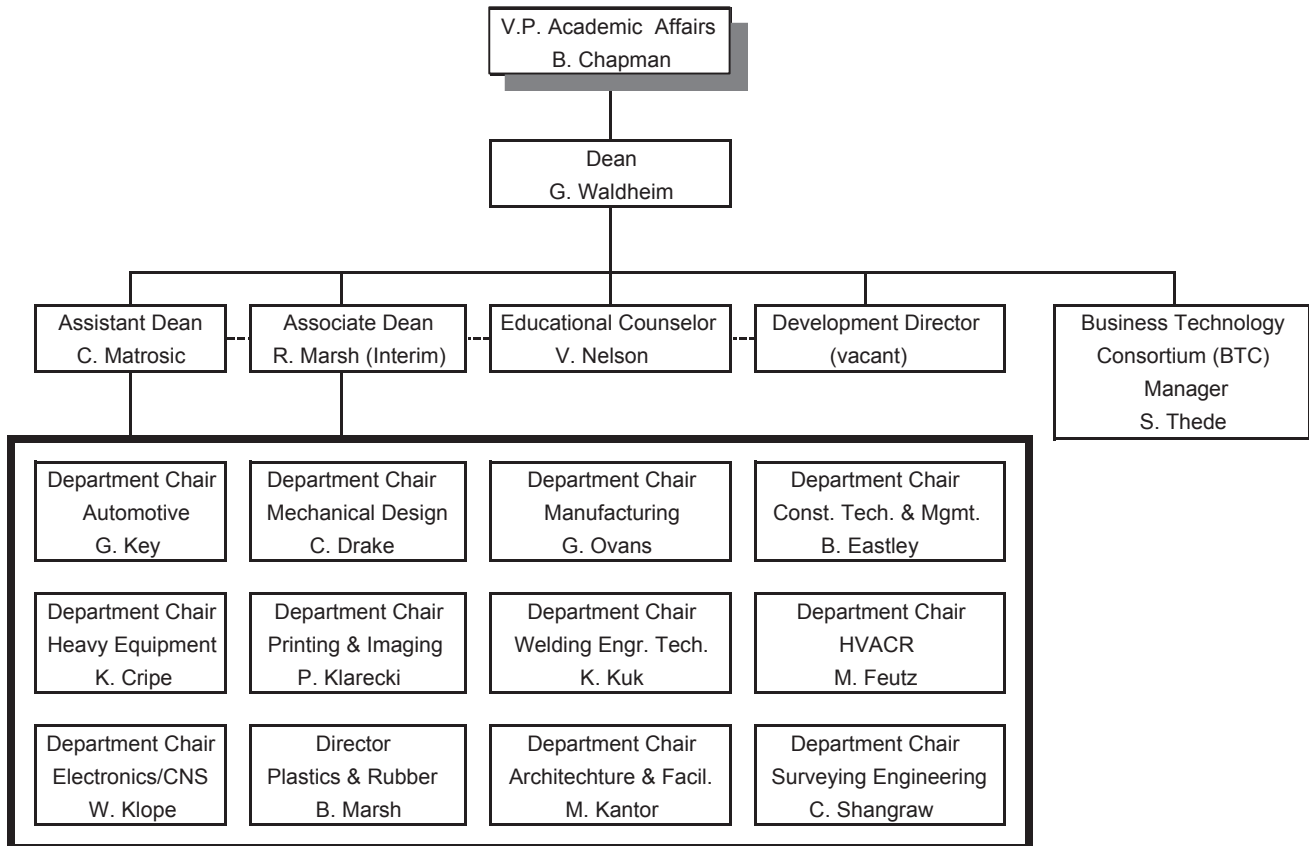 V.P. Academic Affairs
B. Chapman
Dean
G. Waldheim
Assistant Dean
C. Matrosic
Associate Dean
R. Marsh (Interim)
Educational Counselor
V. Nelson
Development Director
(vacant)
Business Technology
Consortium (BTC)
Manager
S. Thede
Department Chair
Automotive
G. Key
Department Chair
Mechanical Design
C. Drake
Department Chair
Manufacturing
G. Ovans
Department Chair
Const. Tech. & Mgmt.
B. Eastley
Department Chair
Heavy Equipment
K. Cripe
Department Chair
Printing & Imaging
P. Klarecki
Department Chair
Welding Engr. Tech.
K. Kuk
Department Chair
HVACR
M. Feutz
Department Chair
Electronics/CNS
W. Klope
Director
Plastics & Rubber
B. Marsh
Department Chair
Architechture & Facil.
M. Kantor
Department Chair
Surveying Engineering
C. Shangraw